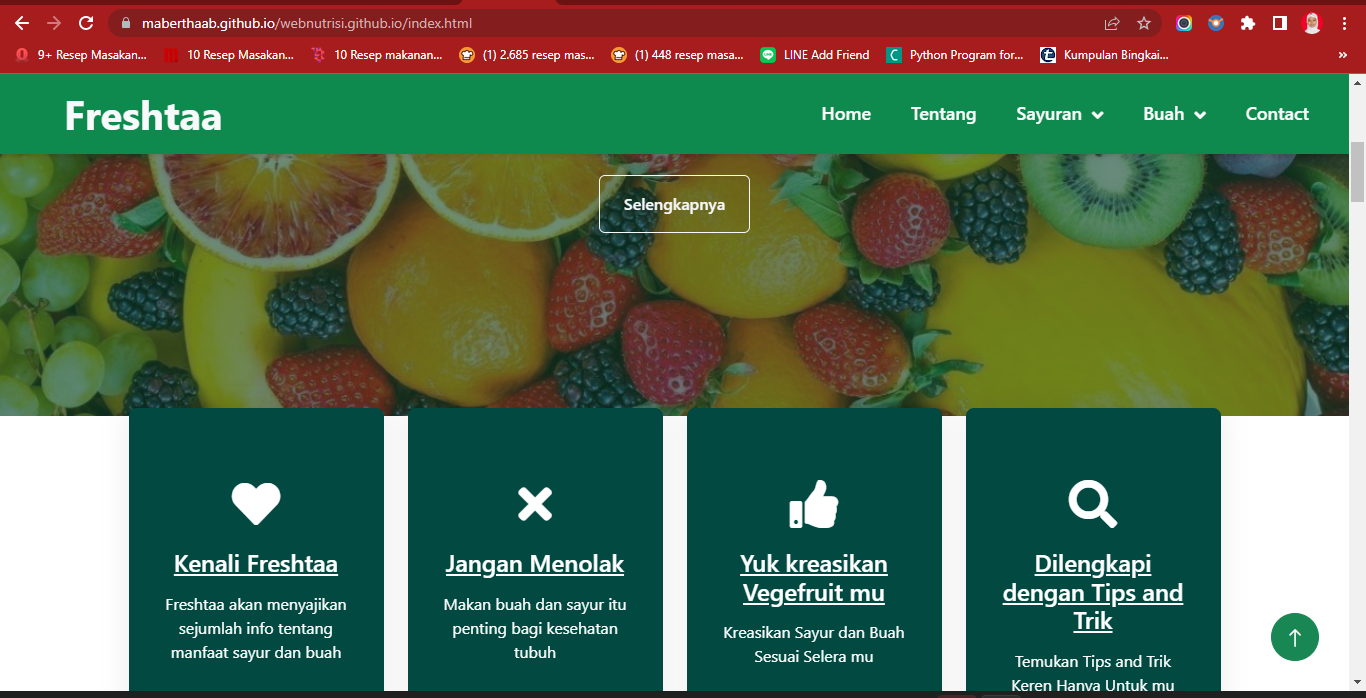 maberthaab.github.io/webnutrisi.github.io/index.html
9+ Resep Masakan... 10 Resep Masakan... 10 Resep makanan... (1) 2.685 resep mas... (1) 448 resep masa... LINE Add Friend Python Program for... Kumpulan Bingkai... »
Freshtaa Home Tentang Sayuran Buah Contact
Selengkapnya
Kenali Freshtaa
Freshtaa akan menyajikan
sejumlah info tentang
manfaat sayur dan buah
Jangan Menolak
Makan buah dan sayur itu
penting bagi kesehatan
tubuh
Yuk kreasikan
Vegefruit mu
Kreasikan Sayur dan Buah
Sesuai Selera mu
Dilengkapi
dengan Tips and
Trik
Temukan Tips and Trik
Keren Hanya Untuk mu